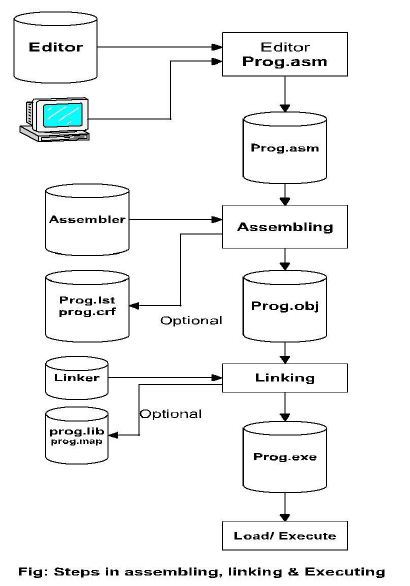 Editor
Editor
Prog.asm
Prog.asm
Assembler
Assembling
Prog.lst
prog.crf
Optional
Prog.obj
Linker
Linking
Optional
prog.lib
prog.map
Prog.exe
Load/ Execute
Fig: Steps in assembling, linking & Executing